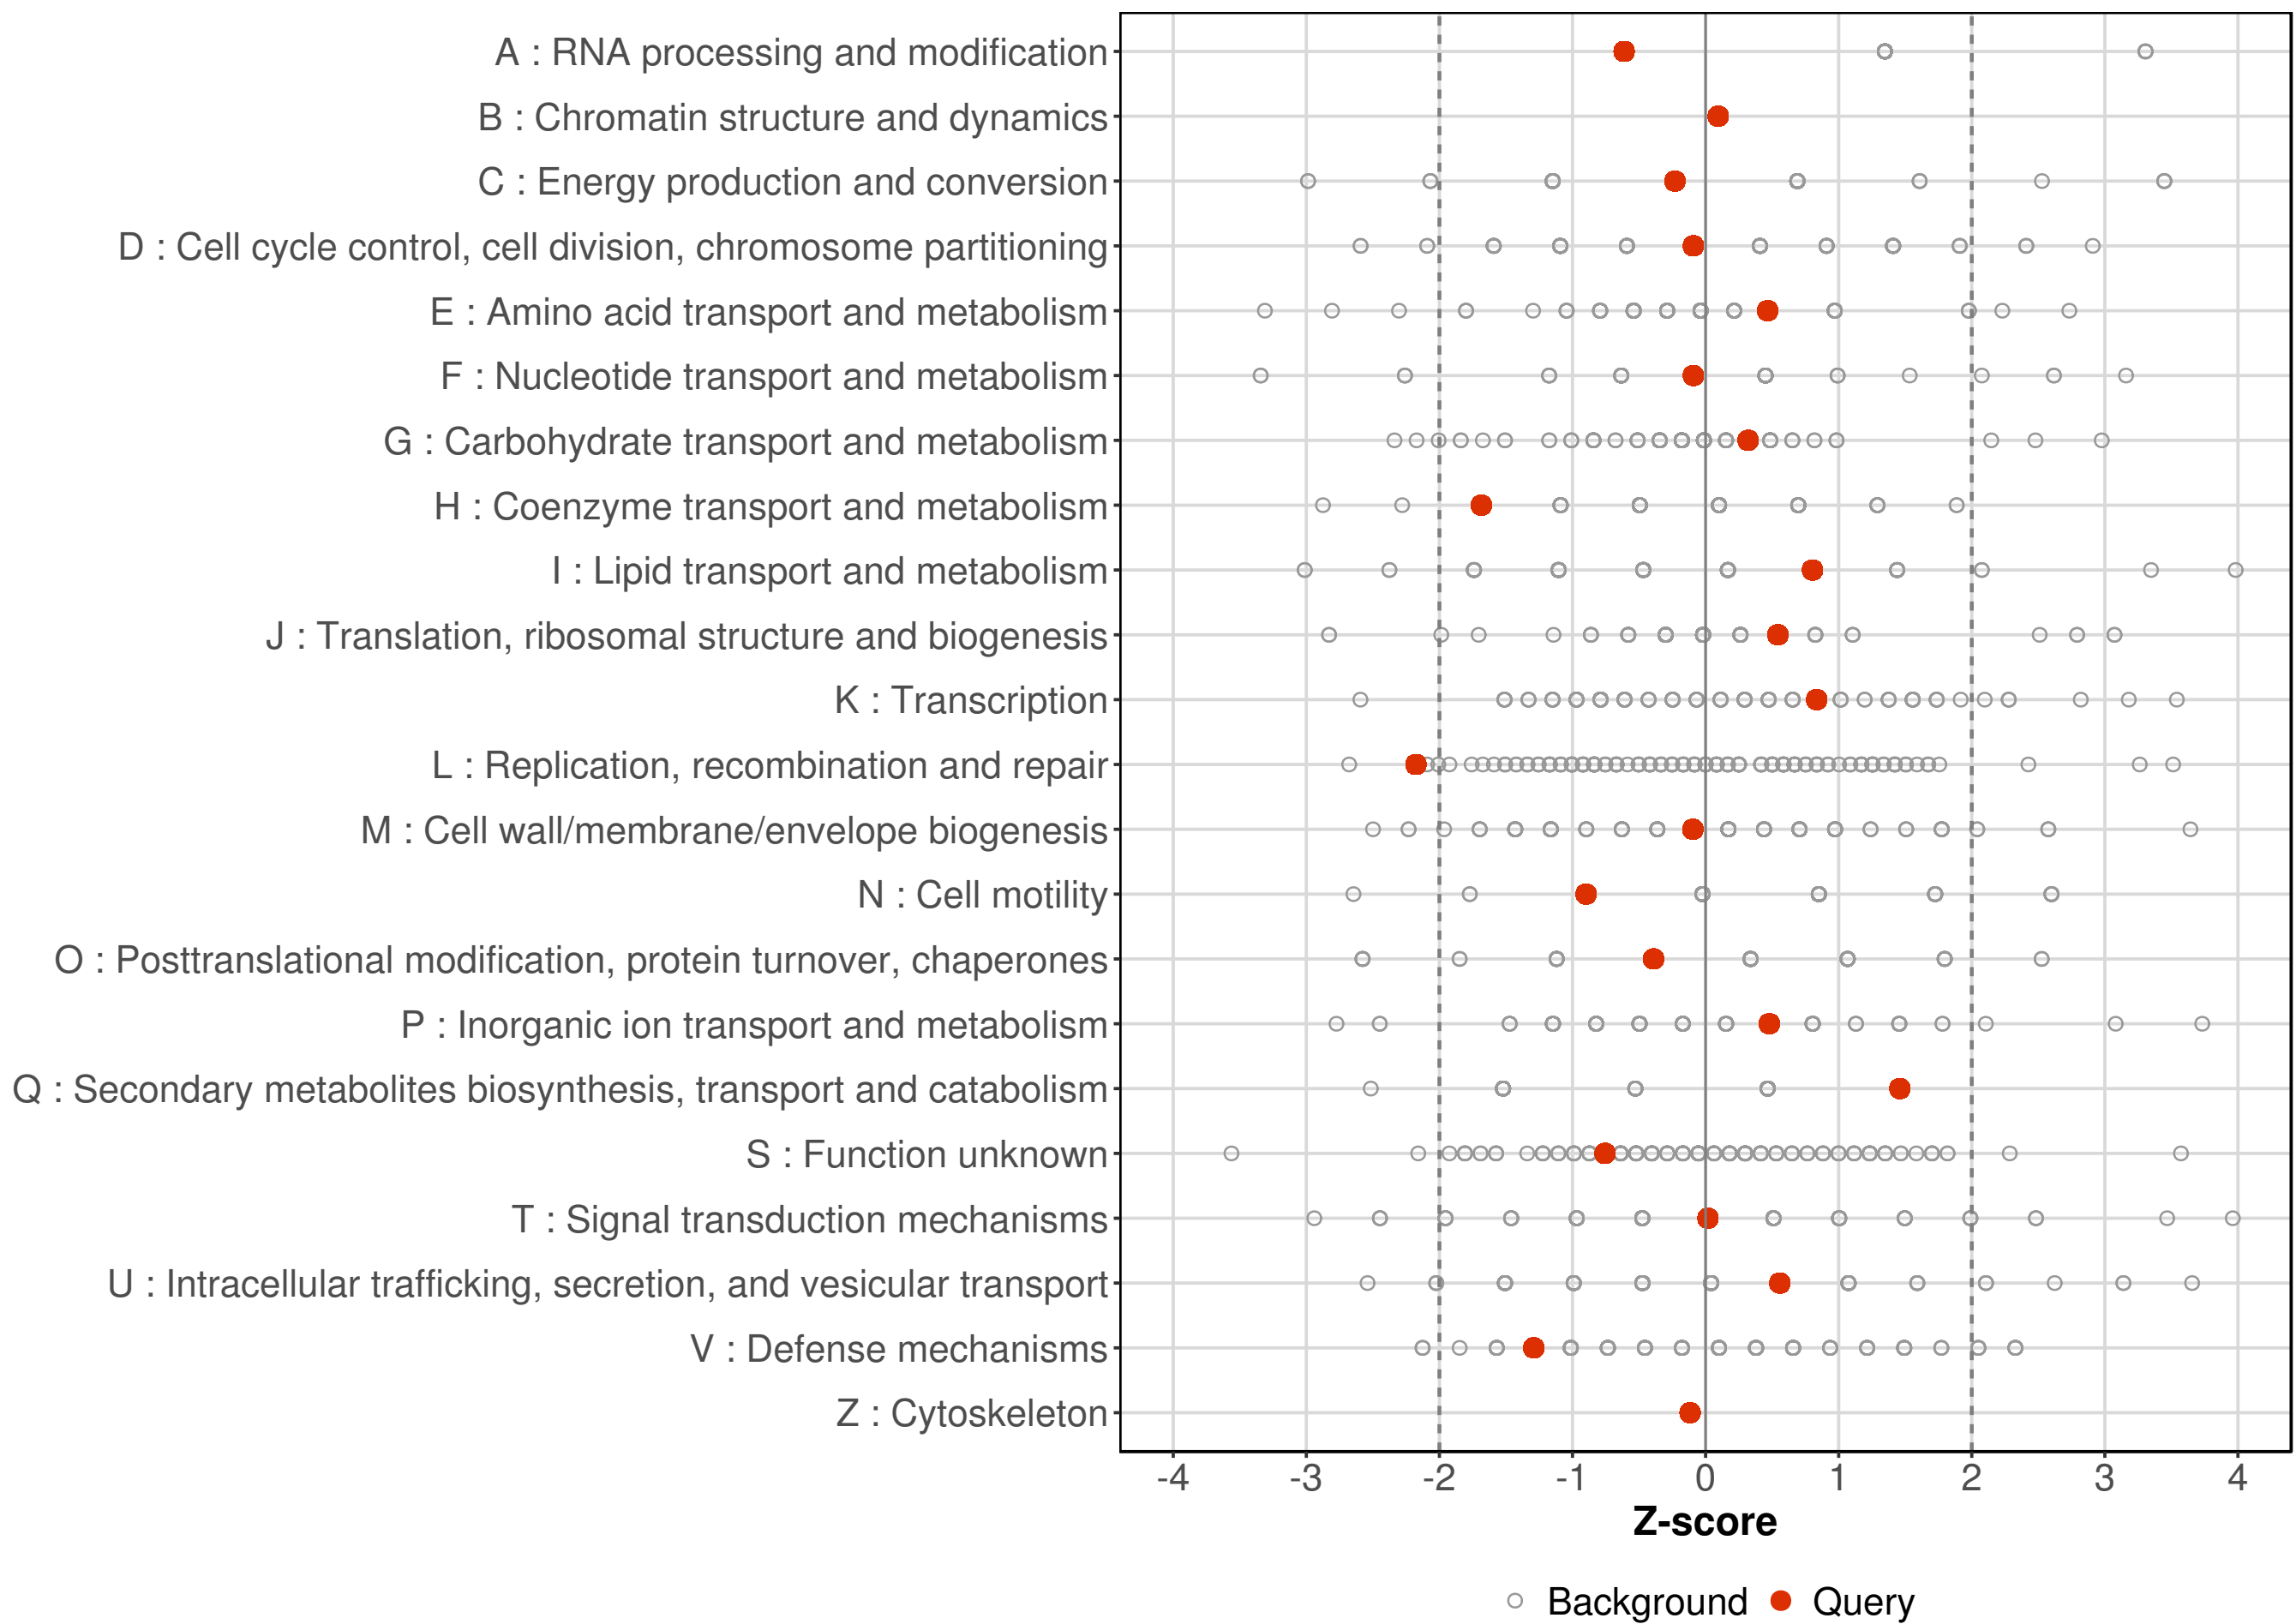 A : RNA processing and modification
B : Chromatin structure and dynamics
C : Energy production and conversion
D : Cell cycle control, cell division, chromosome partitioning
E : Amino acid transport and metabolism
F : Nucleotide transport and metabolism
G : Carbohydrate transport and metabolism
H : Coenzyme transport and metabolism
I : Lipid transport and metabolism
J : Translation, ribosomal structure and biogenesis
K : Transcription
L : Replication, recombination and repair
M : Cell wall/membrane/envelope biogenesis
N : Cell motility
O : Posttranslational modification, protein turnover, chaperones
P : Inorganic ion transport and metabolism
Q : Secondary metabolites biosynthesis, transport and catabolism
S : Function unknown
T : Signal transduction mechanisms
U : Intracellular trafficking, secretion, and vesicular transport
V : Defense mechanisms
Z : Cytoskeleton
-4 -3 -2 -1 0 1 2 3 4
Z-score
Background Query